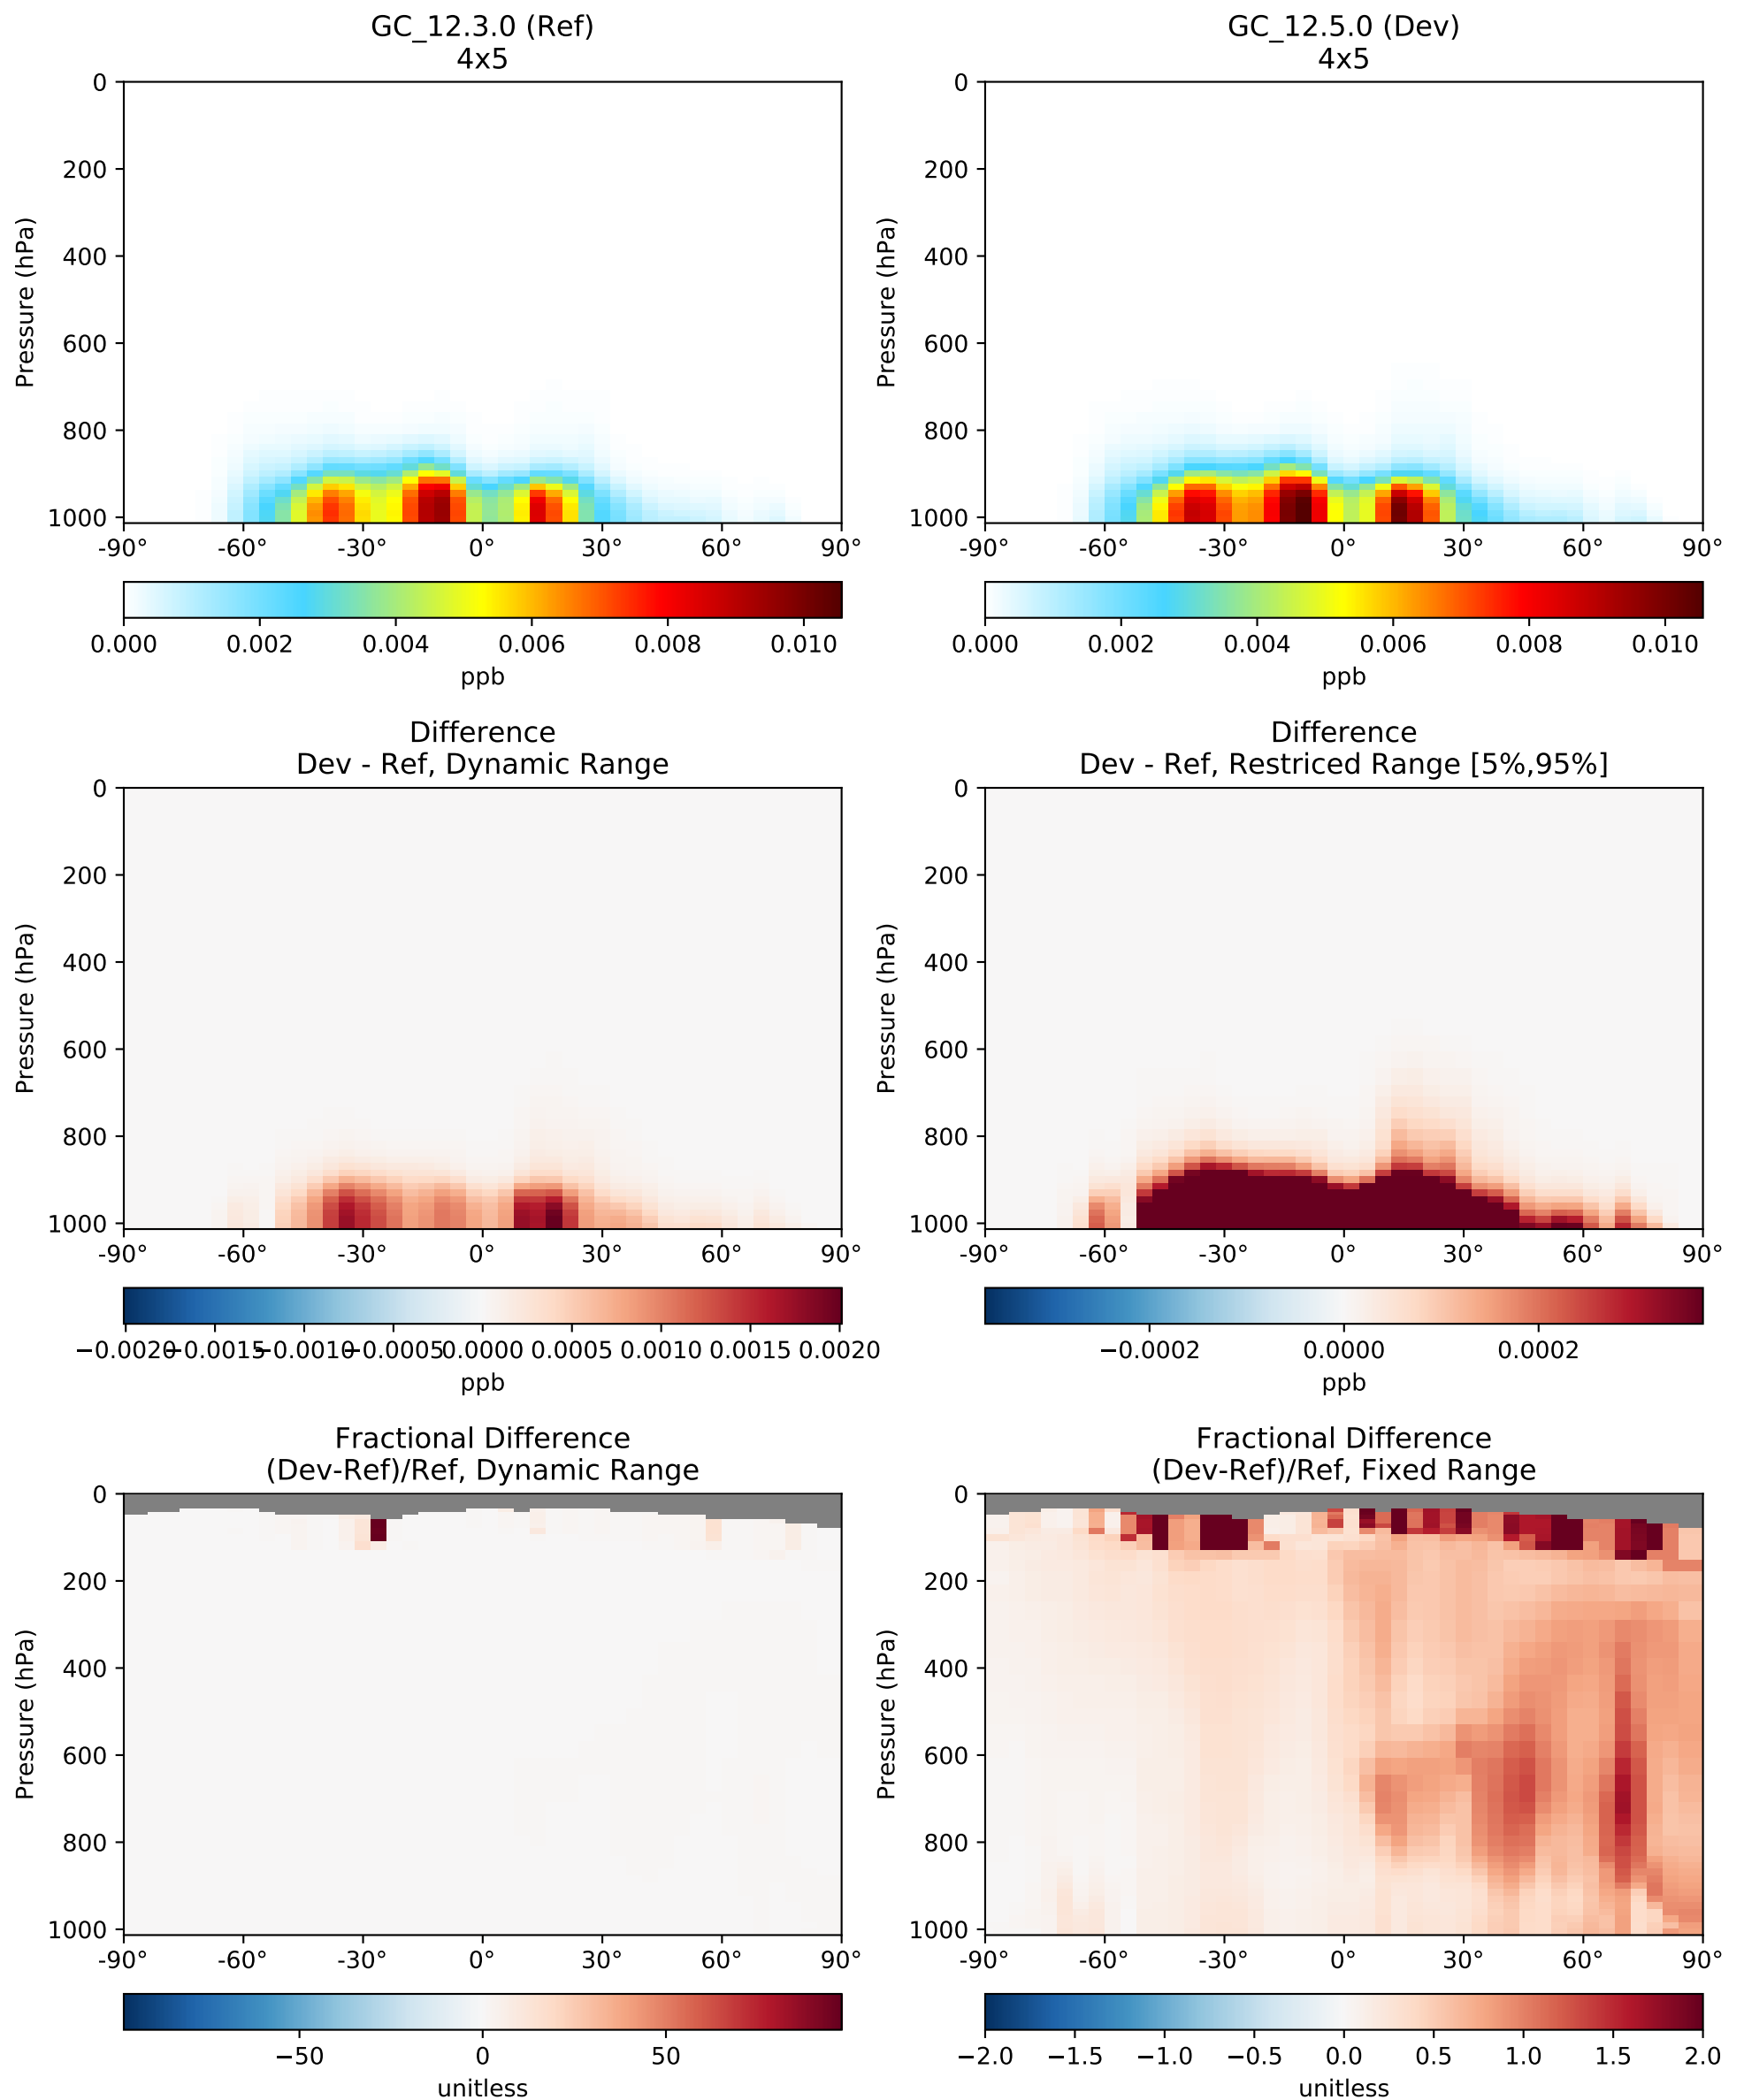 GC_12.3.0 (Ref)
4x5
0
200
400
600
800
1000
Pressure (hPa)
-90° -60° -30° 0° 30° 60° 90°
0.000 0.002 0.004 0.006 0.008 0.010
ppb
GC_12.5.0 (Dev)
4x5
0
200
400
600
800
1000
Pressure (hPa)
-90° -60° -30° 0° 30° 60° 90°
0.000 0.002 0.004 0.006 0.008 0.010
ppb
Difference
Dev - Ref, Dynamic Range
0
200
400
600
800
1000
Pressure (hPa)
-90° -60° -30° 0° 30° 60° 90°
−0.0020 −0.0015 −0.0010 −0.0005 0.0000 0.0005 0.0010 0.0015 0.0020
ppb
Difference
Dev - Ref, Restriced Range [5%,95%]
0
200
400
600
800
1000
Pressure (hPa)
-90° -60° -30° 0° 30° 60° 90°
−0.0002 0.0000 0.0002
ppb
Fractional Difference
(Dev-Ref)/Ref, Dynamic Range
0
200
400
600
800
1000
Pressure (hPa)
-90° -60° -30° 0° 30° 60° 90°
−50 0 50
unitless
Fractional Difference
(Dev-Ref)/Ref, Fixed Range
0
200
400
600
800
1000
Pressure (hPa)
-90° -60° -30° 0° 30° 60° 90°
−2.0 −1.5 −1.0 −0.5 0.0 0.5 1.0 1.5 2.0
unitless